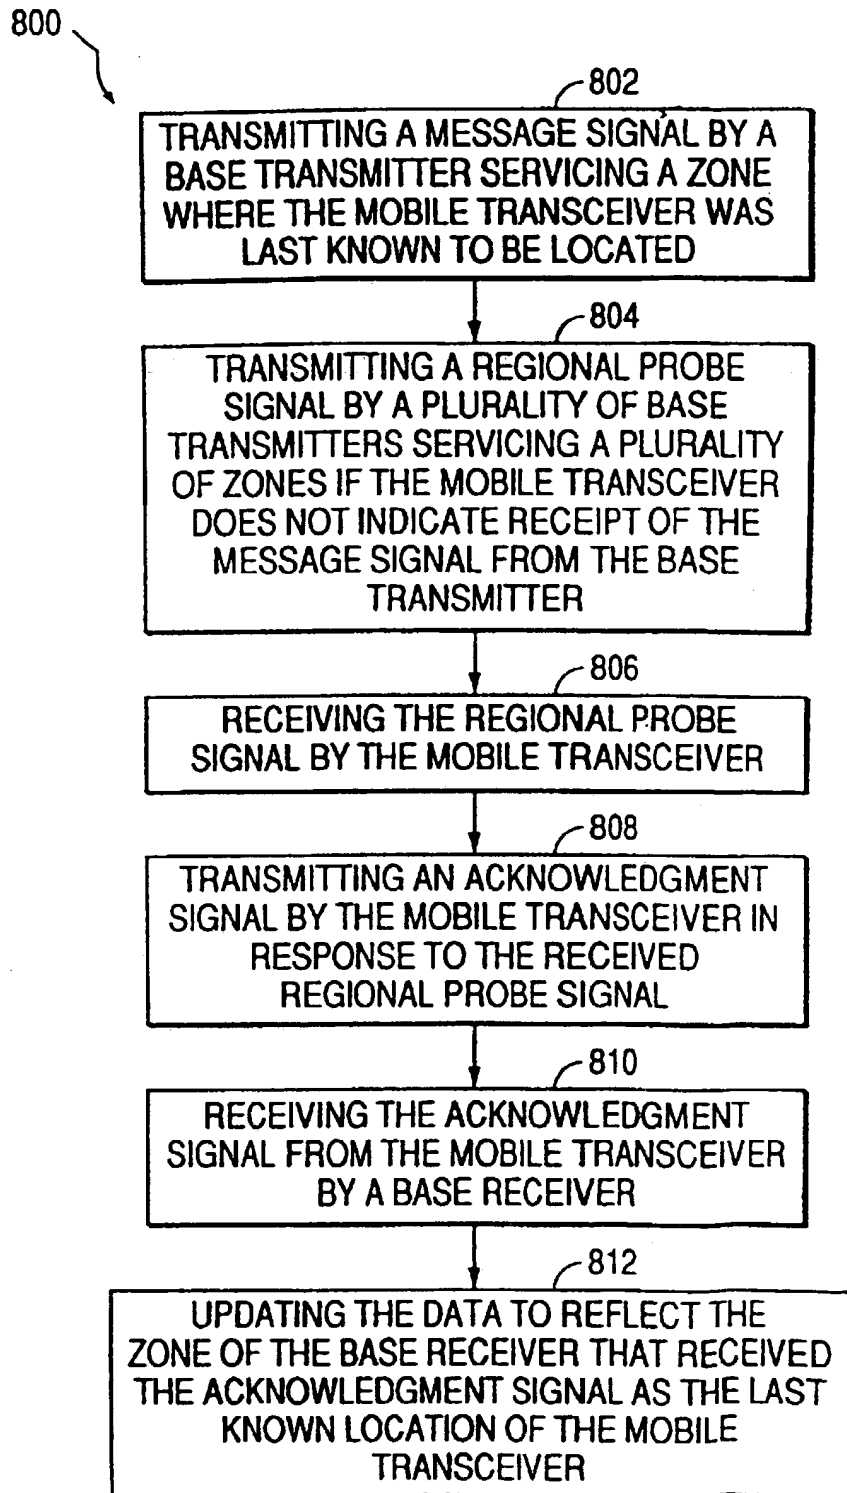 800
802
TRANSMITTING A MESSAGE SIGNAL BY A
BASE TRANSMITTER SERVICING A ZONE
WHERE THE MOBILE TRANSCEIVER WAS
LAST KNOWN TO BE LOCATED
804
TRANSMITTING A REGIONAL PROBE
SIGNAL BY A PLURALITY OF BASE
TRANSMITTERS SERVICING A PLURALITY
OF ZONES IF THE MOBILE TRANSCEIVER
DOES NOT INDICATE RECEIPT OF THE
MESSAGE SIGNAL FROM THE BASE
TRANSMITTER
806
RECEIVING THE REGIONAL PROBE
SIGNAL BY THE MOBILE TRANSCEIVER
808
TRANSMITTING AN ACKNOWLEDGMENT
SIGNAL BY THE MOBILE TRANSCEIVER IN
RESPONSE TO THE RECEIVED
REGIONAL PROBE SIGNAL
810
RECEIVING THE ACKNOWLEDGMENT
SIGNAL FROM THE MOBILE TRANSCEIVER
BY A BASE RECEIVER
812
UPDATING THE DATA TO REFLECT THE
ZONE OF THE BASE RECEIVER THAT RECEIVED
THE ACKNOWLEDGMENT SIGNAL AS THE LAST
KNOWN LOCATION OF THE MOBILE
TRANSCEIVER